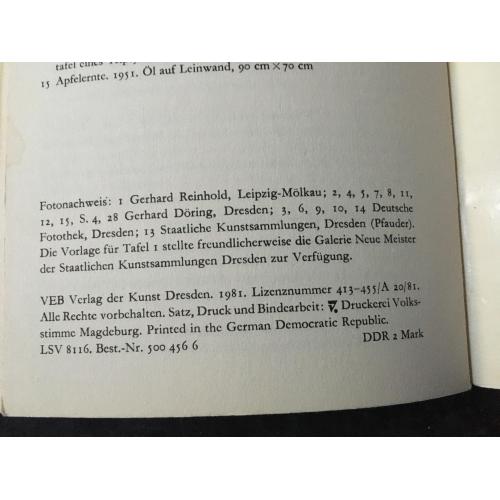 tafel eines
15 Apfelernte. 1951. Öl auf Leinwand, 90 cm × 70 cm
Fotonachweis: 1 Gerhard Reinhold, Leipzig-Mölkau; 2, 4, 5, 7, 8, 11,
12, 15, S. 4, 28 Gerhard Döring, Dresden; 3, 6, 9, 10, 14 Deutsche
Fotothek, Dresden; 13 Staatliche Kunstsammlungen, Dresden (Pfauder).
Die Vorlage für Tafel 1 stellte freundlicherweise die Galerie Neue Meister
der Staatlichen Kunstsammlungen Dresden zur Verfügung.
VEB Verlag der Kunst Dresden. 1981. Lizenznummer 413–455/A 20/81.
Alle Rechte vorbehalten. Satz, Druck und Bindearbeit: Druckerei Volks-
stimme Magdeburg. Printed in the German Democratic Republic.
LSV 8116. Best.-Nr. 500 456 6 DDR 2 Mark